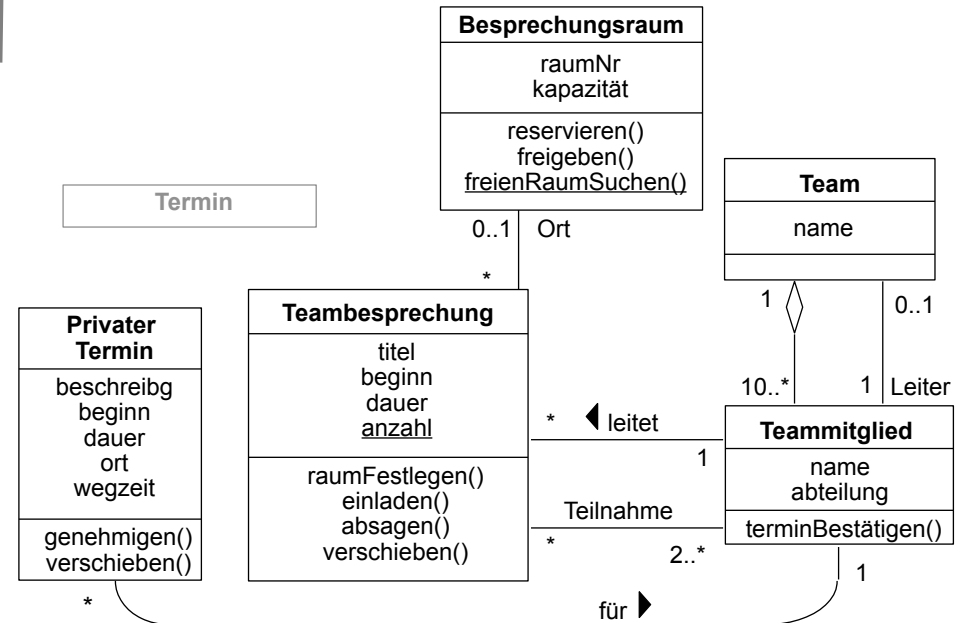 Besprechungsraum
raumNr
kapazität
reservieren()
freigeben()
freienRaumSuchen()
Termin
Team
name
0..1 Ort
*
1
0..1
Privater
Termin
beschreibg
beginn
dauer
ort
wegzeit
genehmigen()
verschieben()
Teambesprechung
titel
beginn
dauer
anzahl
raumFestlegen()
einladen()
absagen()
verschieben()
10..*
1 Leiter
* leitet
1
Teilnahme
*
2..*
Teammitglied
name
abteilung
terminBestätigen()
*
für
1